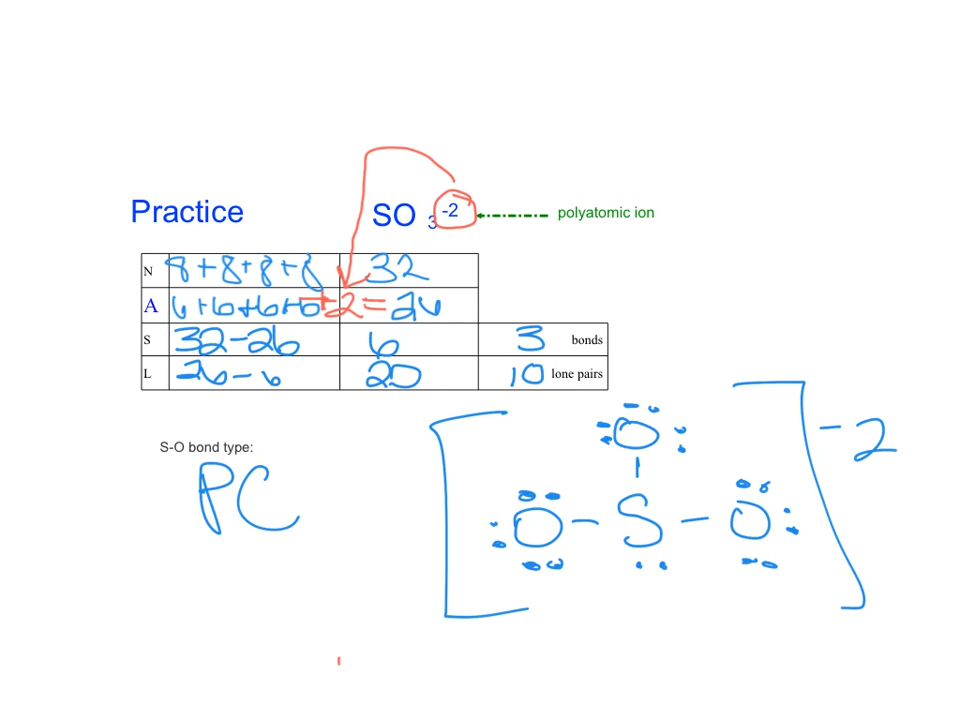 Practice
SO 3 -2
polyatomic ion
N 8+8+8+8 32
A 6+6+6+6+2=26
S 32-26 6 3 bonds
L 26-6 20 10 lone pairs
S-O bond type:
PC
O
O - S - O
-2